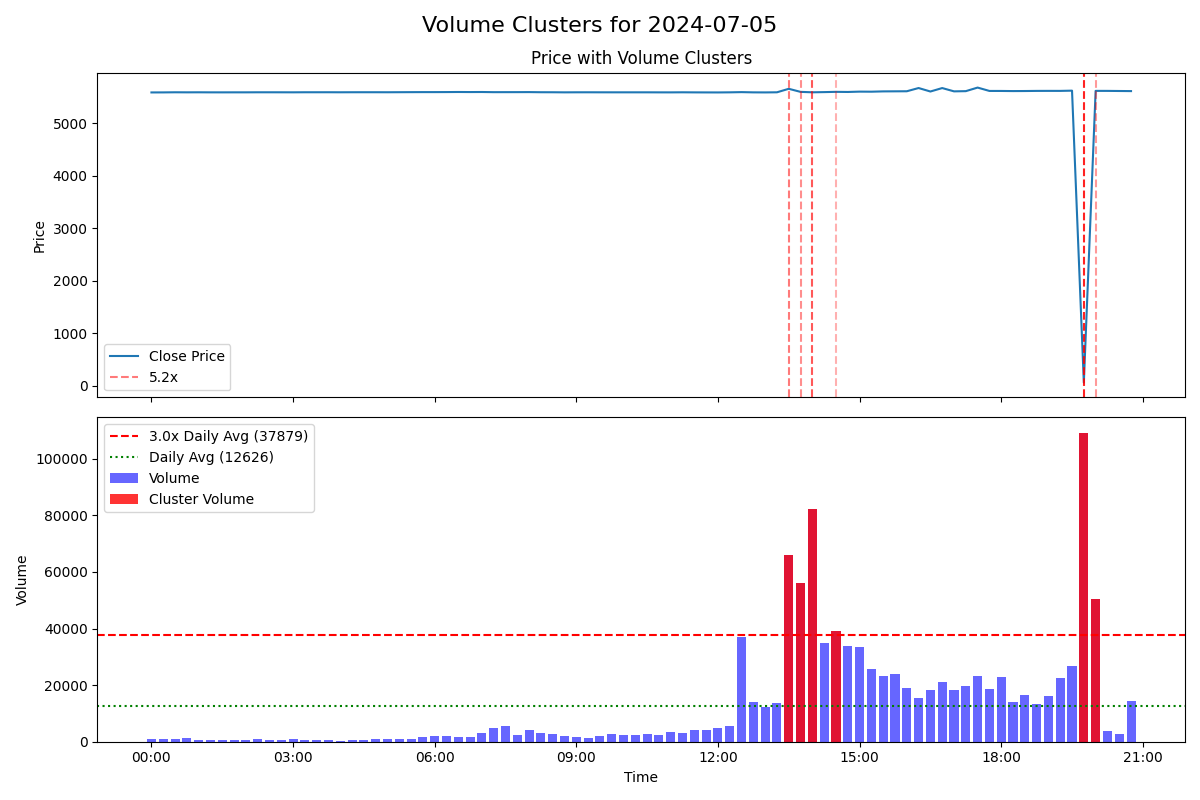 Volume Clusters for 2024-07-05
Price with Volume Clusters
Price
5000
4000
3000
2000
1000
0
Close Price
5.2x
Volume
100000
80000
60000
40000
20000
0
3.0x Daily Avg (37879)
Daily Avg (12626)
Volume
Cluster Volume
00:00 03:00 06:00 09:00 12:00 15:00 18:00 21:00
Time